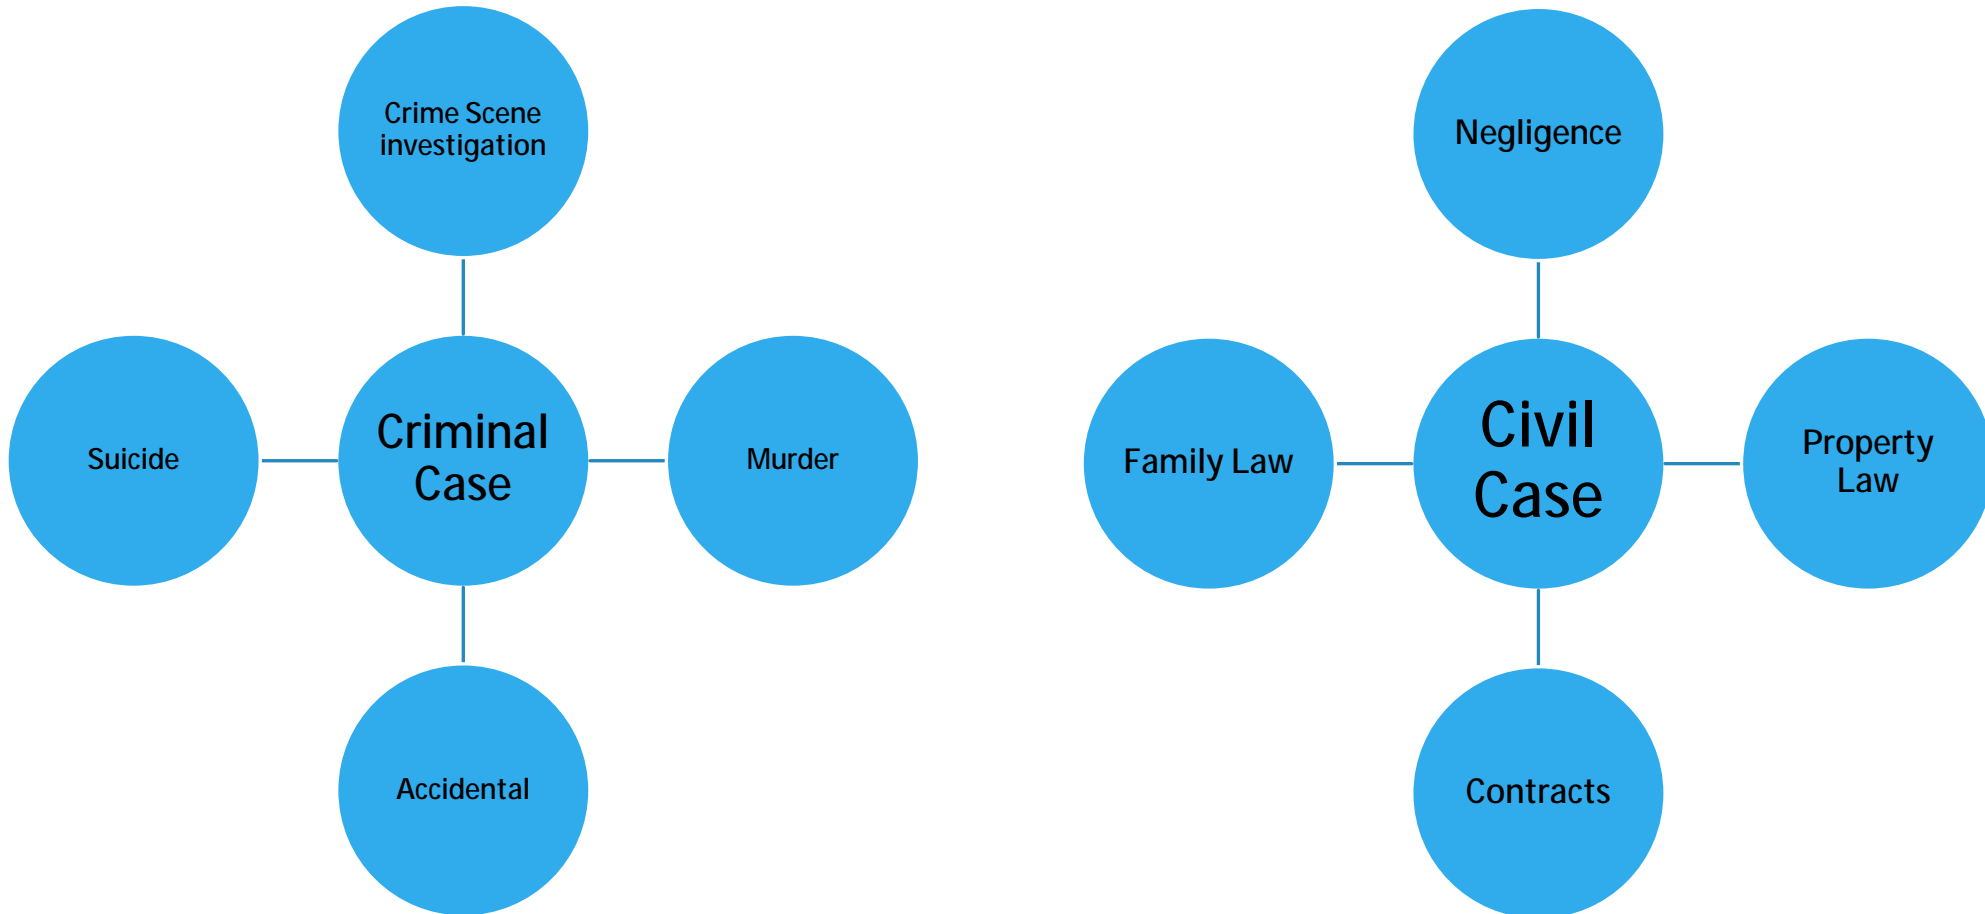 Crime Scene
investigation
Suicide
Criminal
Case
Murder
Accidental
Negligence
Family Law
Civil
Case
Property
Law
Contracts